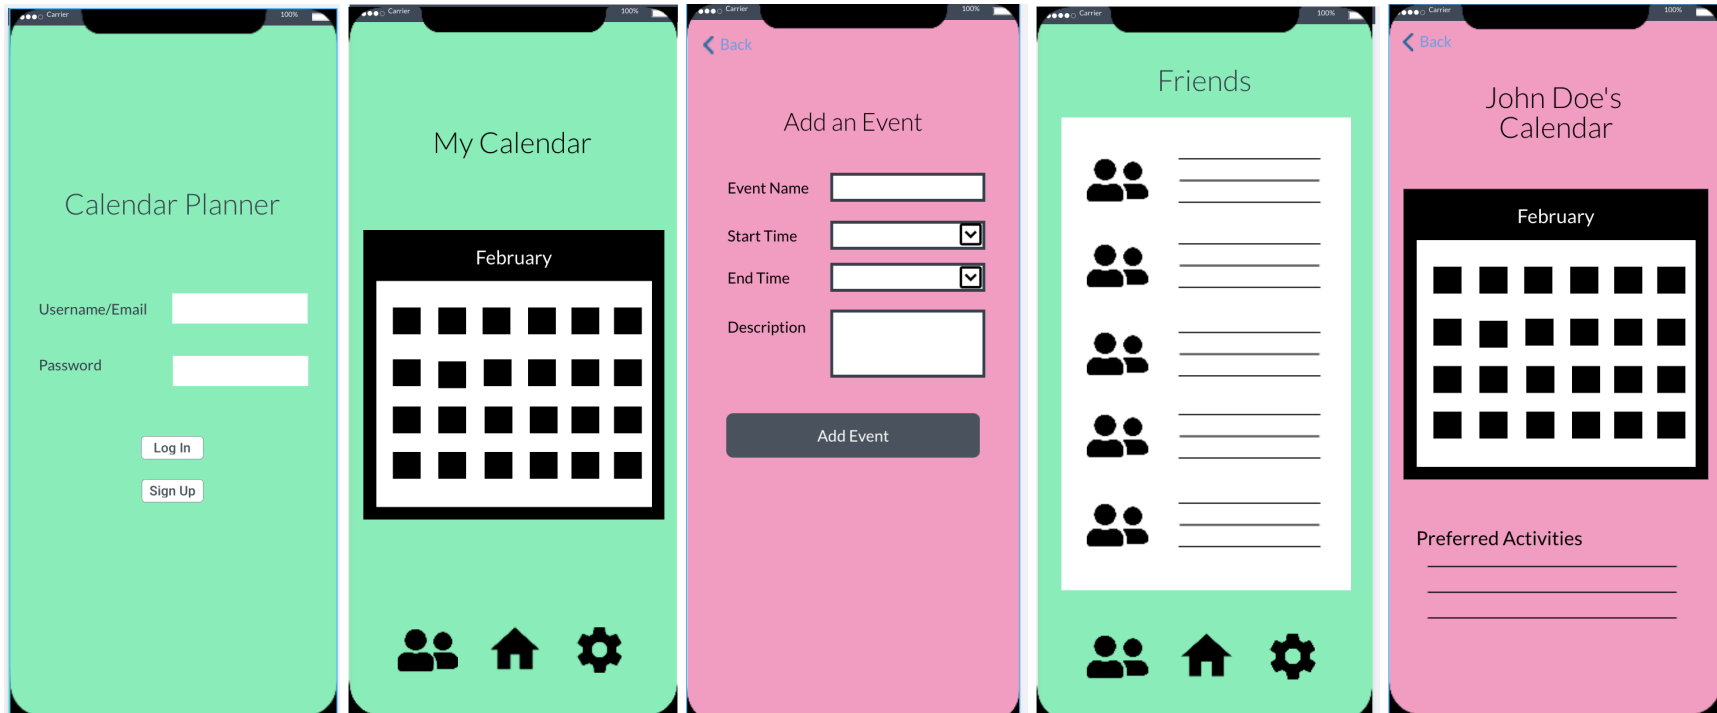 Carrier
100%
Calendar Planner
Username/Email
Password
Log In
Sign Up
Carrier
100%
My Calendar
February
Carrier
100%
Back
Add an Event
Event Name
Start Time
End Time
Description
Add Event
Carrier
100%
Friends
Carrier
100%
Back
John Doe's
Calendar
February
Preferred Activities